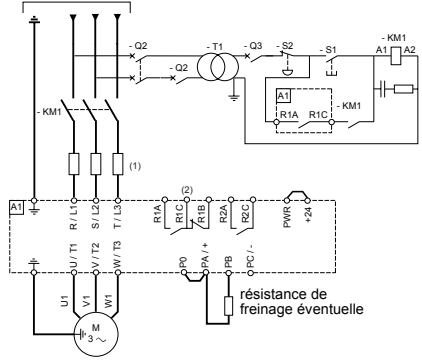 - Q2
- T1
- Q3
- S2
- S1
- KM1
A1
A2
- Q2
A1
R1A
R1C
- KM1
- KM1
(1)
A1
R / L1
S / L2
T / L3
(2)
R1A
R1C
R1B
R2A
R2C
PWR
+24
U / T1
V / T2
W / T3
P0
PA / +
PB
PC / -
U1
V1
W1
M
3 ~
résistance de
freinage éventuelle